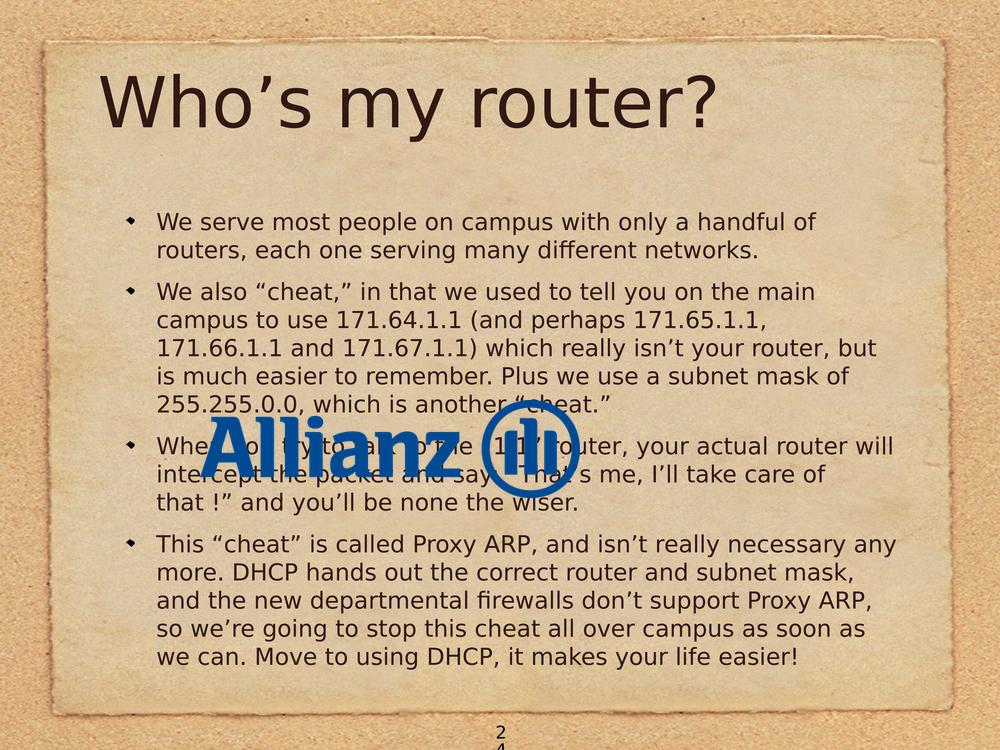 Who’s my router?
• We serve most people on campus with only a handful of
routers, each one serving many different networks.
• We also “cheat,” in that we used to tell you on the main
campus to use 171.64.1.1 (and perhaps 171.65.1.1,
171.66.1.1 and 171.67.1.1) which really isn’t your router, but
is much easier to remember. Plus we use a subnet mask of
255.255.0.0, which is another “cheat.”
Allianz
• When you try to talk to the “1.1” router, your actual router will
intercept the packet and say, “That’s me, I’ll take care of
that !” and you’ll be none the wiser.
• This “cheat” is called Proxy ARP, and isn’t really necessary any
more. DHCP hands out the correct router and subnet mask,
and the new departmental firewalls don’t support Proxy ARP,
so we’re going to stop this cheat all over campus as soon as
we can. Move to using DHCP, it makes your life easier!
2
4